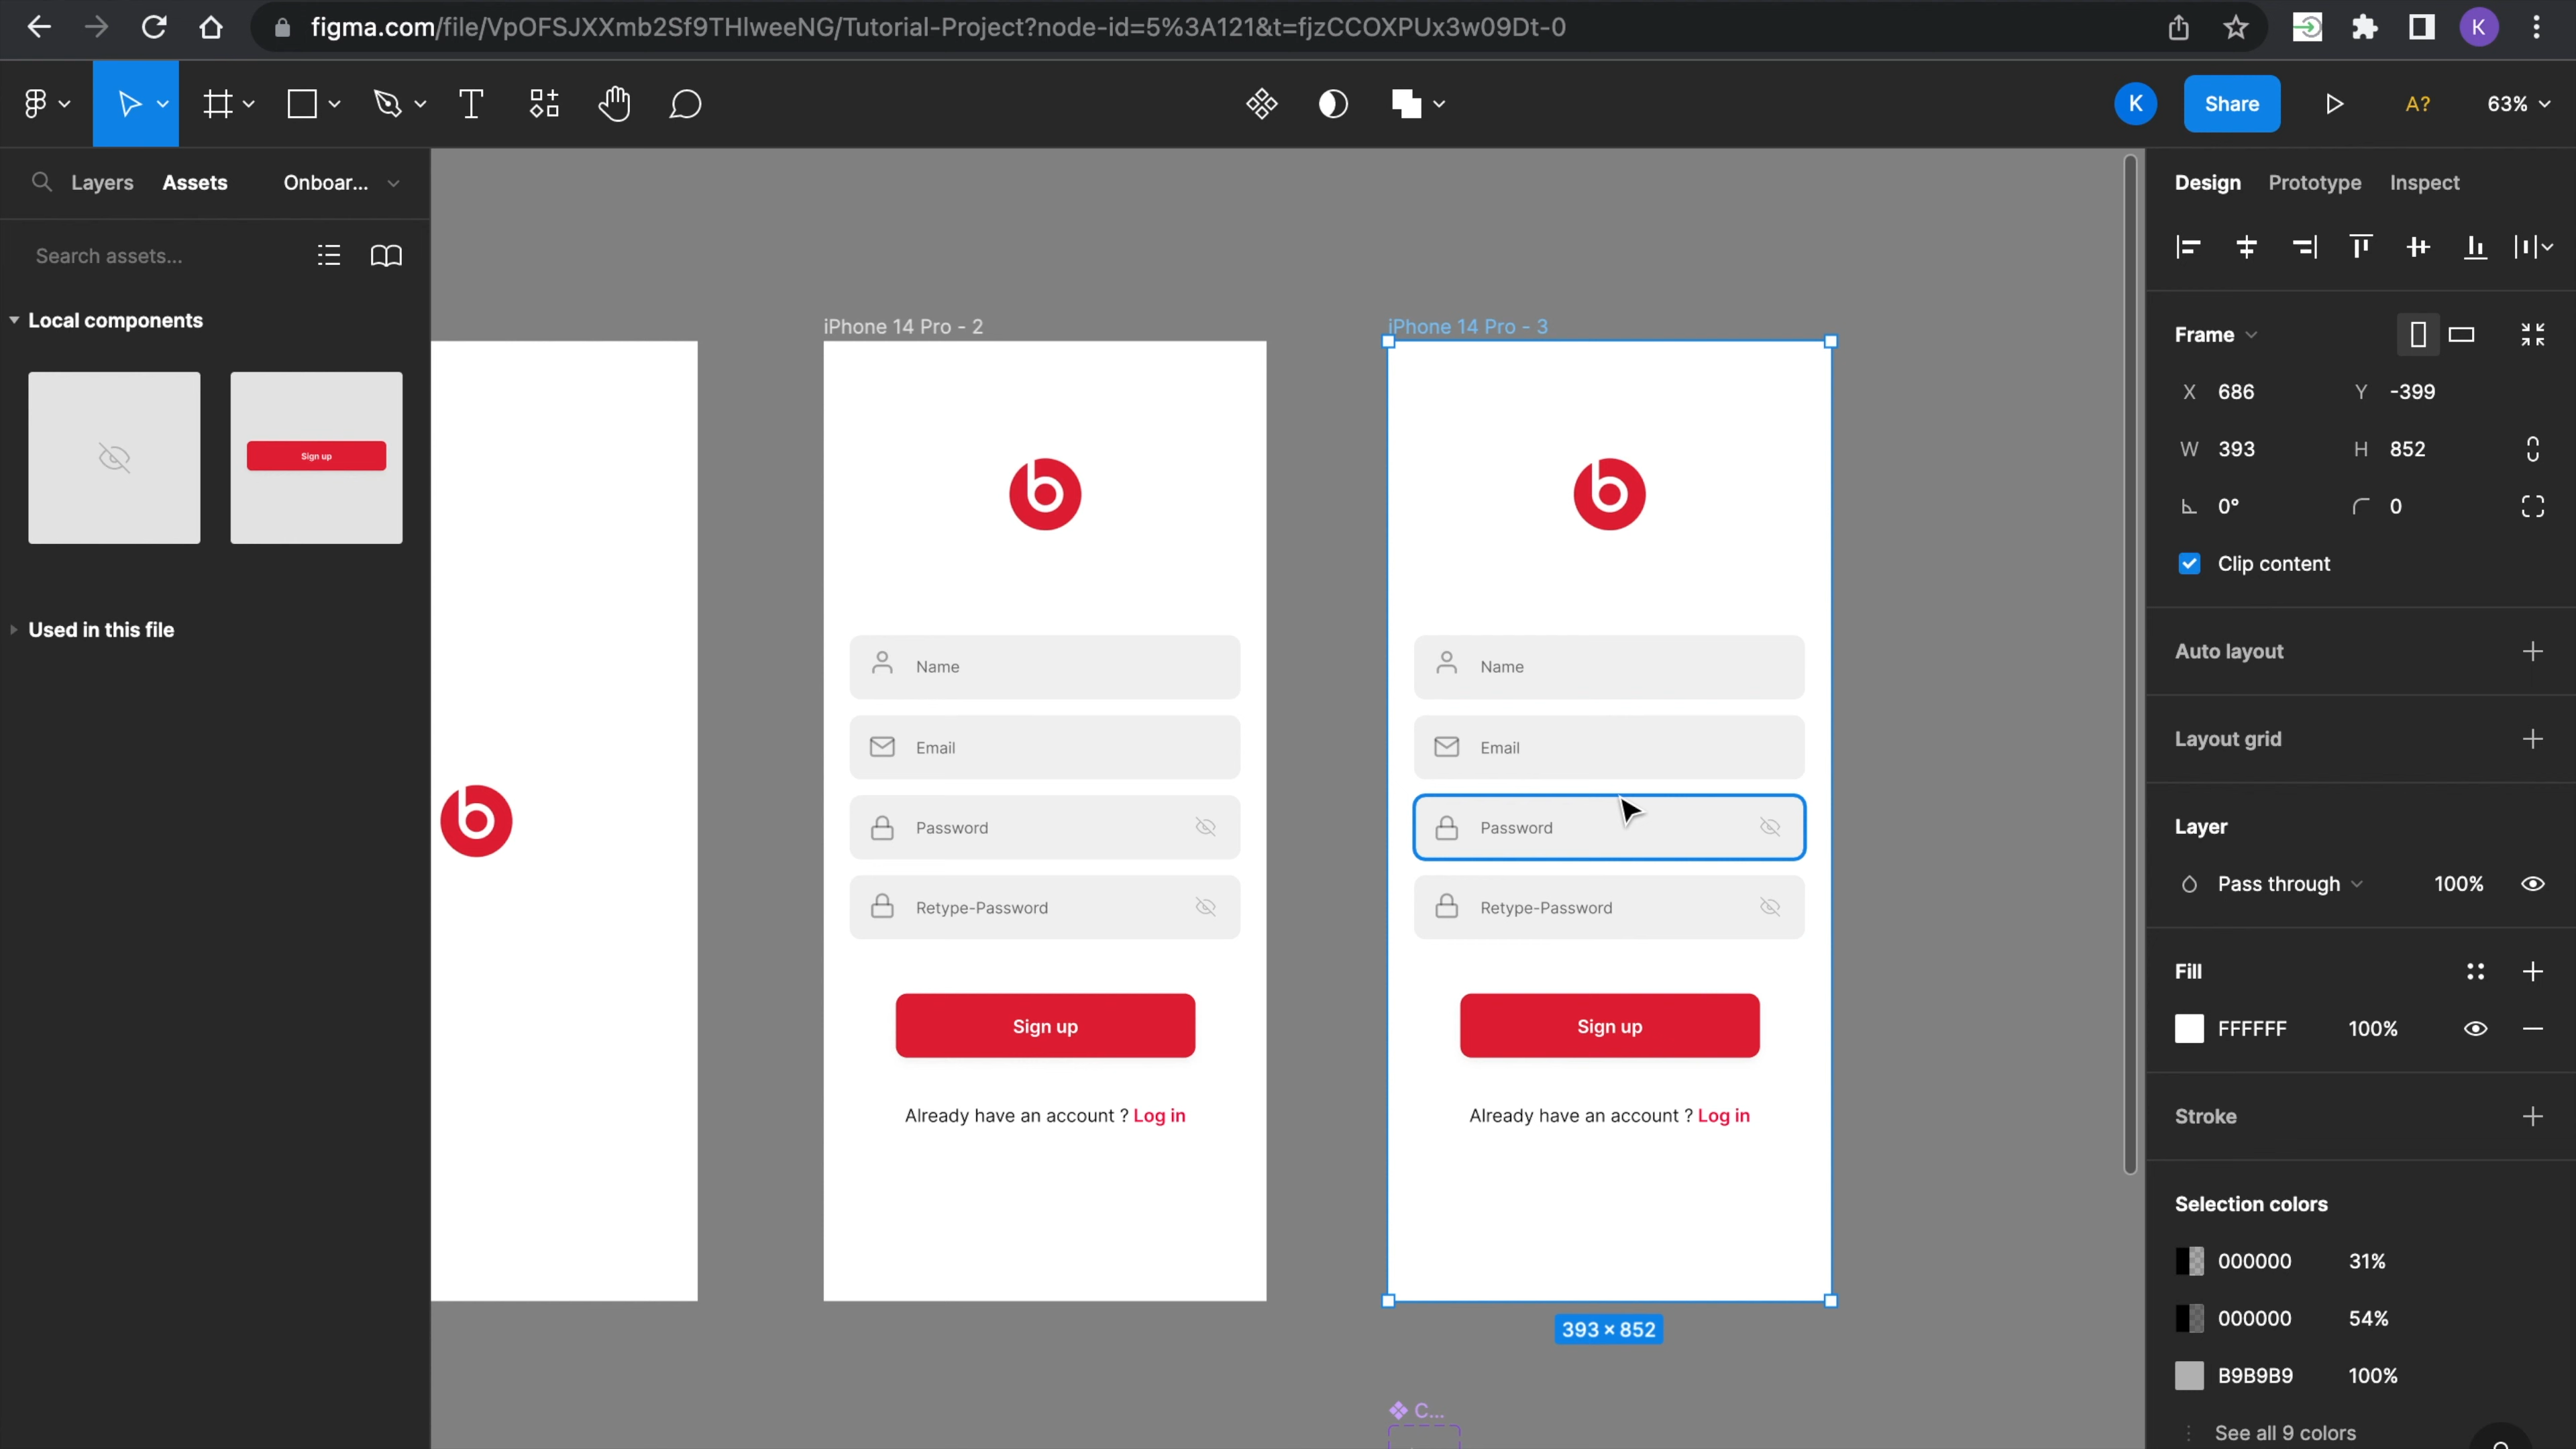 figma.com/file/VpOFSJXXmb2Sf9THlweeNG/Tutorial-Project?node-id=5%3A121&t=fjzCCOXPUx3w09Dt-0
K
K
Share
A?
63%
Layers
Assets
Onboar...
Search assets...
Local components
Sign up
Used in this file
iPhone 14 Pro - 2
Name
Email
Password
Retype-Password
Sign up
Already have an account ? Log in
iPhone 14 Pro - 3
Name
Email
Password
Retype-Password
Sign up
Already have an account ? Log in
393 × 852
C...
Design
Prototype
Inspect
Frame
X 686
Y -399
W 393
H 852
0°
0
Clip content
Auto layout
Layout grid
Layer
Pass through
100%
Fill
FFFFFF
100%
Stroke
Selection colors
000000
31%
000000
54%
B9B9B9
100%
See all 9 colors